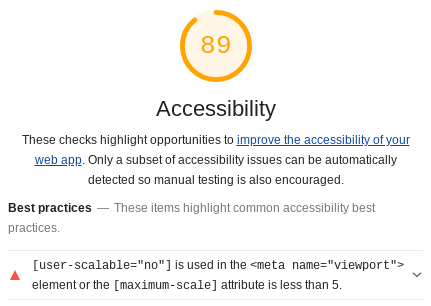 89
Accessibility
These checks highlight opportunities to improve the accessibility of your
web app. Only a subset of accessibility issues can be automatically
detected so manual testing is also encouraged.
Best practices — These items highlight common accessibility best
practices.
[user-scalable="no"] is used in the <meta name="viewport">
element or the [maximum-scale] attribute is less than 5.